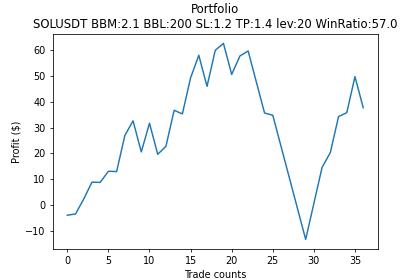 Portfolio
SOLUSDT BBM:2.1 BBL:200 SL:1.2 TP:1.4 lev:20 WinRatio:57.0
60
50
40
30
20
10
0
−10
Profit ($)
0 5 10 15 20 25 30 35
Trade counts